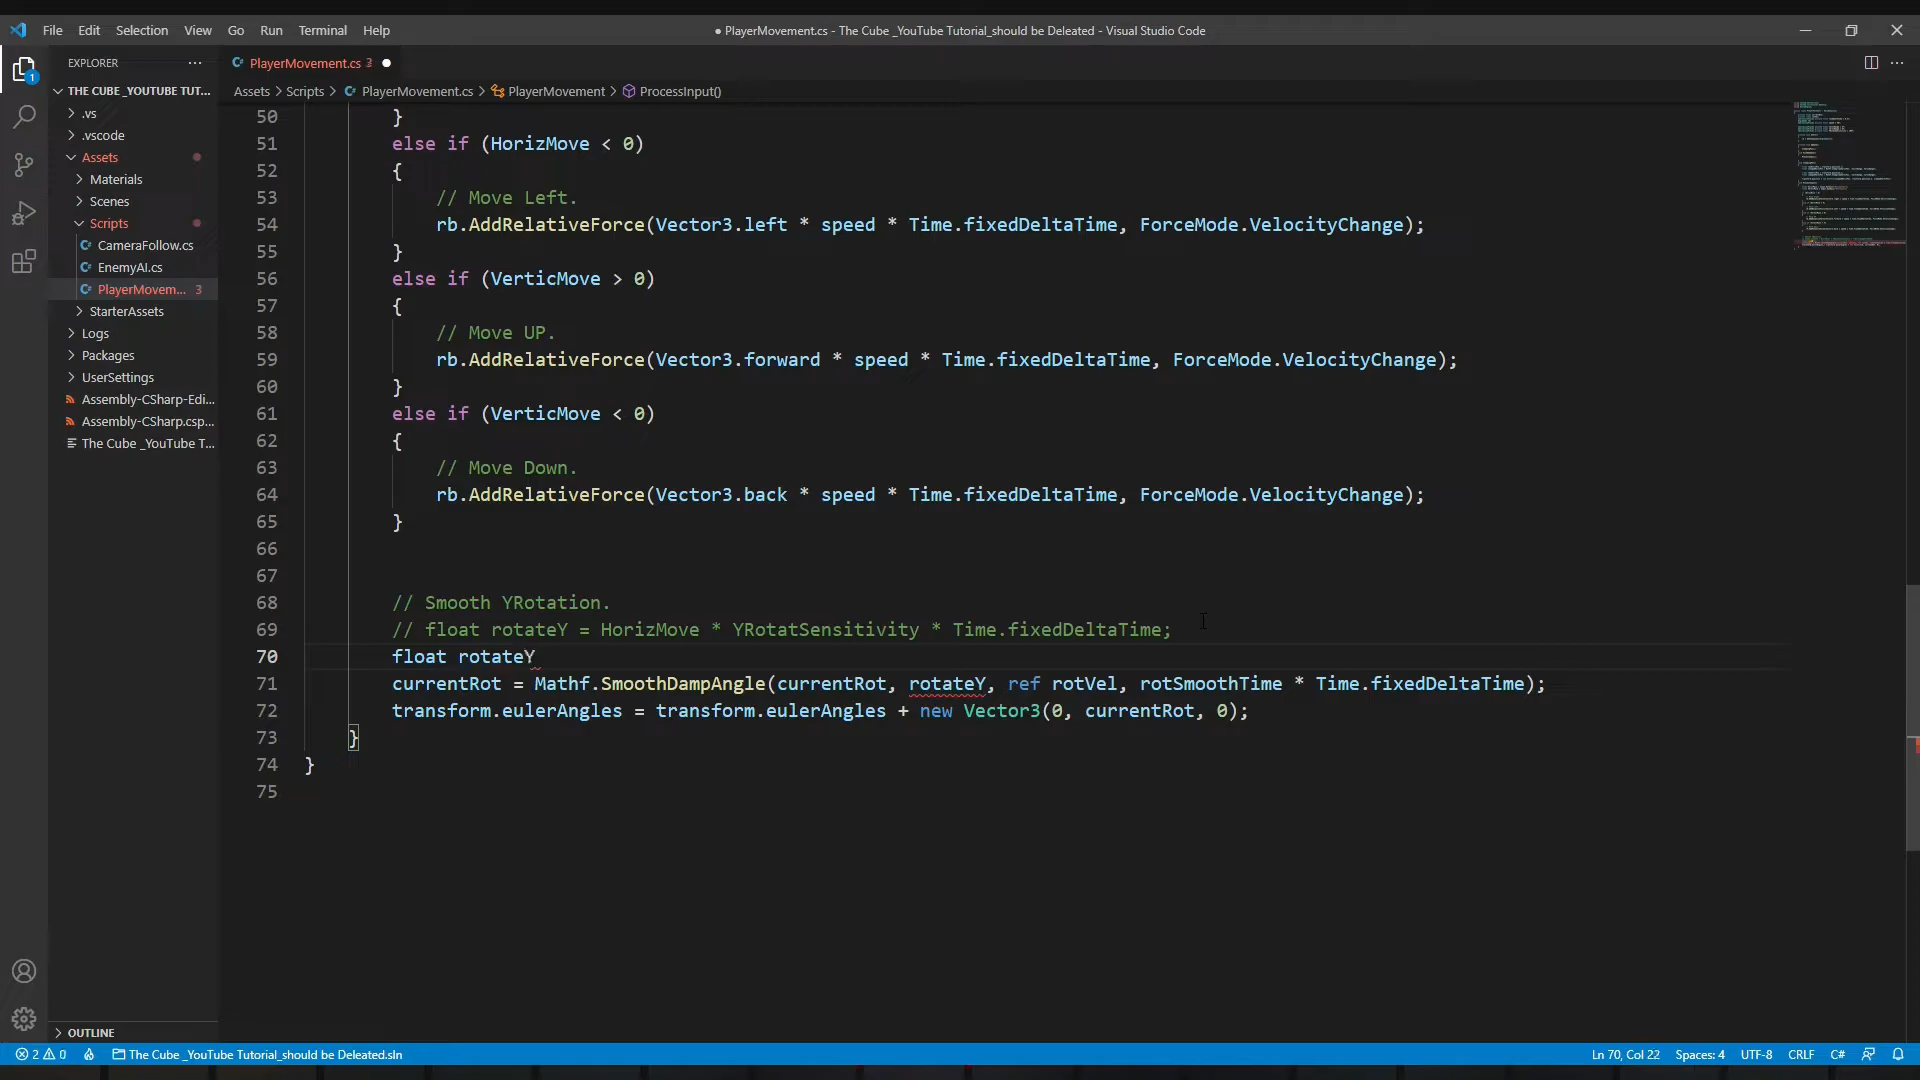 File Edit Selection View Go Run Terminal Help
● PlayerMovement.cs - The Cube _YouTube Tutorial_should be Deleated - Visual Studio Code
EXPLORER
PlayerMovement.cs 3
THE CUBE _YOUTUBE TUT...
Assets > Scripts > PlayerMovement.cs > PlayerMovement > ProcessInput()
1
.vs
.vscode
Assets
Materials
Scenes
Scripts
CameraFollow.cs
EnemyAI.cs
PlayerMovem... 3
StarterAssets
Logs
Packages
UserSettings
Assembly-CSharp-Edi...
Assembly-CSharp.csp...
The Cube _YouTube T...
OUTLINE
50 }
51 else if (HorizMove < 0)
52 {
53 // Move Left.
54 rb.AddRelativeForce(Vector3.left * speed * Time.fixedDeltaTime, ForceMode.VelocityChange);
55 }
56 else if (VerticMove > 0)
57 {
58 // Move UP.
59 rb.AddRelativeForce(Vector3.forward * speed * Time.fixedDeltaTime, ForceMode.VelocityChange);
60 }
61 else if (VerticMove < 0)
62 {
63 // Move Down.
64 rb.AddRelativeForce(Vector3.back * speed * Time.fixedDeltaTime, ForceMode.VelocityChange);
65 }
66
67
68 // Smooth YRotation.
69 // float rotateY = HorizMove * YRotatSensitivity * Time.fixedDeltaTime;
70 float rotateY
71 currentRot = Mathf.SmoothDampAngle(currentRot, rotateY, ref rotVel, rotSmoothTime * Time.fixedDeltaTime);
72 transform.eulerAngles = transform.eulerAngles + new Vector3(0, currentRot, 0);
73 }
74 }
75
2 0 The Cube _YouTube Tutorial_should be Deleated.sln
Ln 70, Col 22 Spaces: 4 UTF-8 CRLF C#